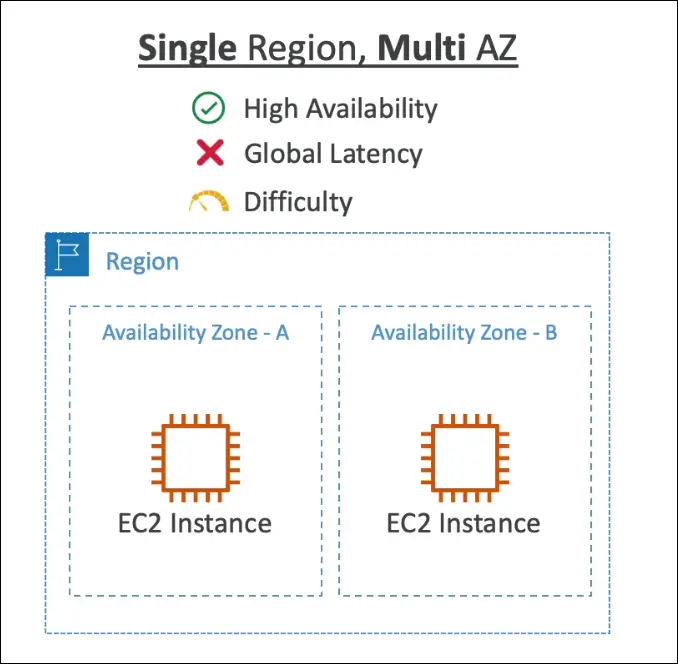 Single Region, Multi AZ
High Availability
Global Latency
Difficulty
Region
Availability Zone - A
Availability Zone - B
EC2 Instance
EC2 Instance